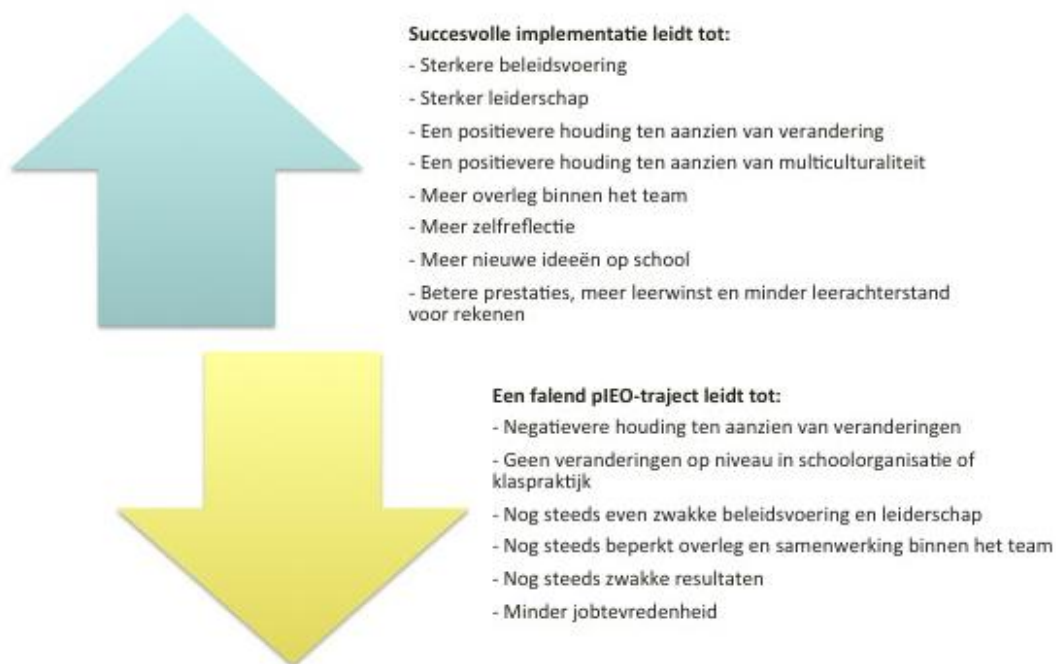 Succesvolle implementatie leidt tot:
- Sterkere beleidsvoering
- Sterker leiderschap
- Een positievere houding ten aanzien van verandering
- Een positievere houding ten aanzien van multiculturaliteit
- Meer overleg binnen het team
- Meer zelfreflectie
- Meer nieuwe ideeën op school
- Betere prestaties, meer leerwinst en minder leerachterstand
voor rekenen
Een falend pIEO-traject leidt tot:
- Negatievere houding ten aanzien van veranderingen
- Geen veranderingen op niveau in schoolorganisatie of
klaspraktijk
- Nog steeds even zwakke beleidsvoering en leiderschap
- Nog steeds beperkt overleg en samenwerking binnen het team
- Nog steeds zwakke resultaten
- Minder jobtevredenheid